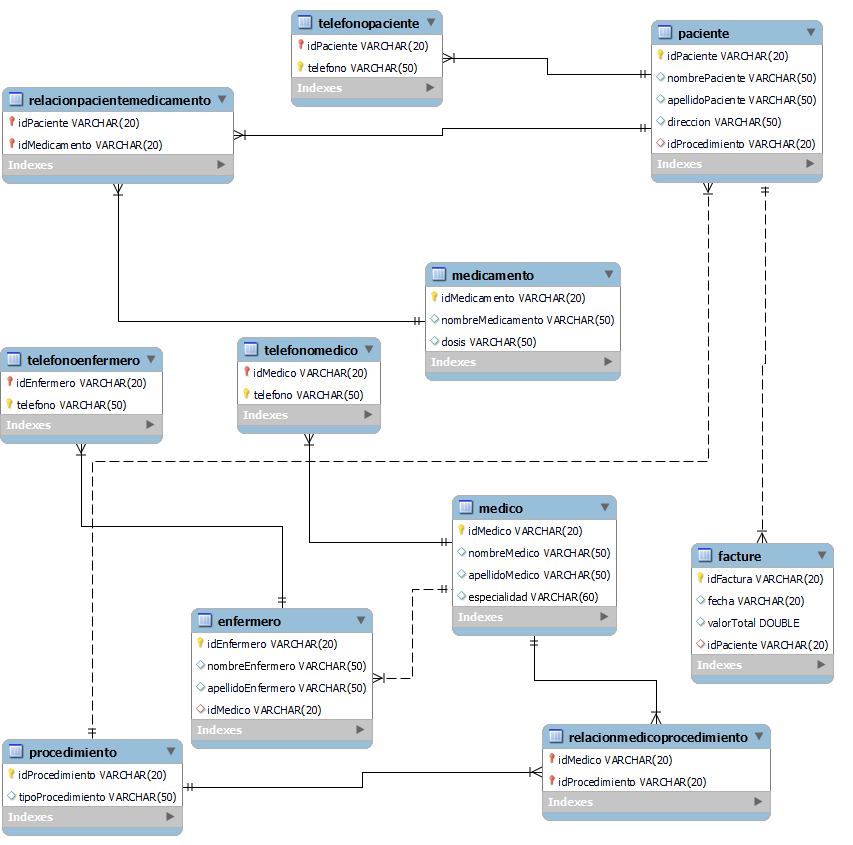 telefonopaciente
idPaciente VARCHAR(20)
telefono VARCHAR(50)
Indexes
paciente
idPaciente VARCHAR(20)
nombrePaciente VARCHAR(50)
apellidoPaciente VARCHAR(50)
direccion VARCHAR(50)
idProcedimiento VARCHAR(20)
Indexes
relacionpacientemedicamento
idPaciente VARCHAR(20)
idMedicamento VARCHAR(20)
Indexes
medicamento
idMedicamento VARCHAR(20)
nombreMedicamento VARCHAR(50)
dosis VARCHAR(50)
Indexes
telefonoenfermero
idEnfermero VARCHAR(20)
telefono VARCHAR(50)
Indexes
telefonomedico
idMedico VARCHAR(20)
telefono VARCHAR(50)
Indexes
medico
idMedico VARCHAR(20)
nombreMedico VARCHAR(50)
apellidoMedico VARCHAR(50)
especialidad VARCHAR(60)
Indexes
facture
idFactura VARCHAR(20)
fecha VARCHAR(20)
valorTotal DOUBLE
idPaciente VARCHAR(20)
Indexes
enfermero
idEnfermero VARCHAR(20)
nombreEnfermero VARCHAR(50)
apellidoEnfermero VARCHAR(50)
idMedico VARCHAR(20)
Indexes
procedimiento
idProcedimiento VARCHAR(20)
tipoProcedimiento VARCHAR(50)
Indexes
relacionmedicoprocedimiento
idMedico VARCHAR(20)
idProcedimiento VARCHAR(20)
Indexes